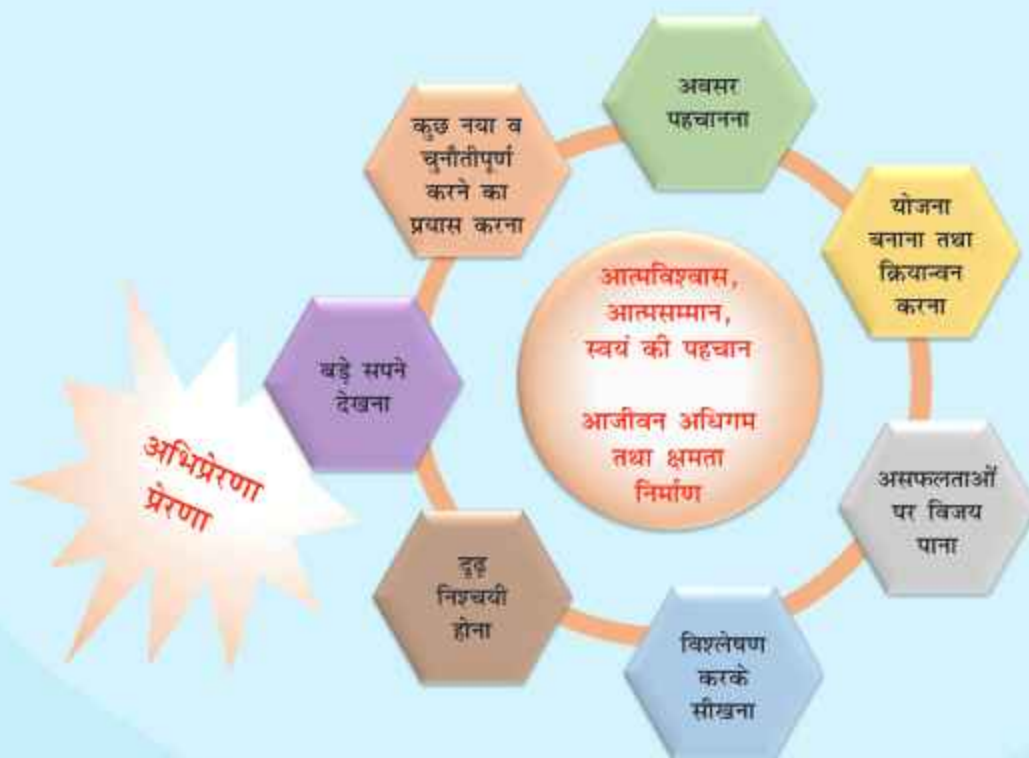 अवसर
पहचानना
कुछ नया व
चुनौतीपूर्ण
करने का
प्रयास करना
योजना
बनाना तथा
क्रियान्वन
करना
आत्मविश्वास,
आत्मसम्मान,
स्वयं की पहचान
आजीवन अधिगम
तथा क्षमता
निर्माण
बड़े सपने
देखना
अभिप्रेरणा
प्रेरणा
असफलताओं
पर विजय
पाना
दृढ़
निश्चयी
होना
विश्लेषण
करके
सीखना